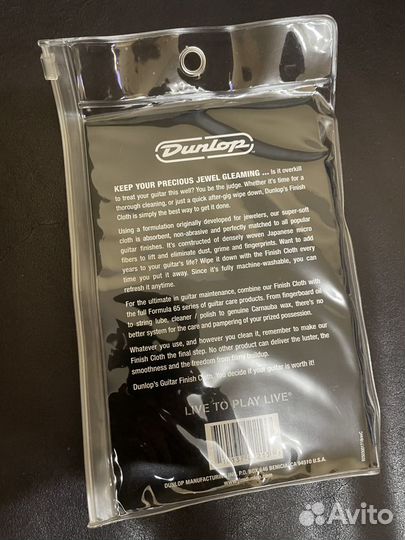 Dunlop
KEEP YOUR PRECIOUS JEWEL GLEAMING ... Is it overkill
to treat your guitar this well? You be the judge. Whether it's time for a
thorough cleaning, or just a quick after-gig wipe down, Dunlop's Finish
Cloth is simply the best way to get it done.
Using a formulation originally developed for jewelers, our super-soft
cloth is absorbent, non-abrasive and perfectly matched to all popular
guitar finishes. It's constructed of densely woven Japanese micro
fibers to lift and eliminate dust, grime and fingerprints. Want to add
years to your guitar's life? Wipe it down with the Finish Cloth every
time you put it away. Since it's fully machine-washable, you can
refresh it anytime.
For the ultimate in guitar maintenance, combine our Finish Cloth with
the full Formula 65 series of guitar care products. From fingerboard oil
to string lube, cleaner / polish to genuine Carnauba wax, there's no
better system for the care and pampering of your prized possession.
Whatever you use, and however you clean it, remember to make our
Finish Cloth the final step. No other product can deliver the luster, the
smoothness and the freedom from filmy buildup.
Dunlop's Guitar Finish Cloth. You decide if your guitar is worth it!
LIVE TO PLAY LIVE®
DUNLOP MANUFACTURING, INC. P.O. BOX 846 BENICIA, CA 94510 U.S.A.
Avito